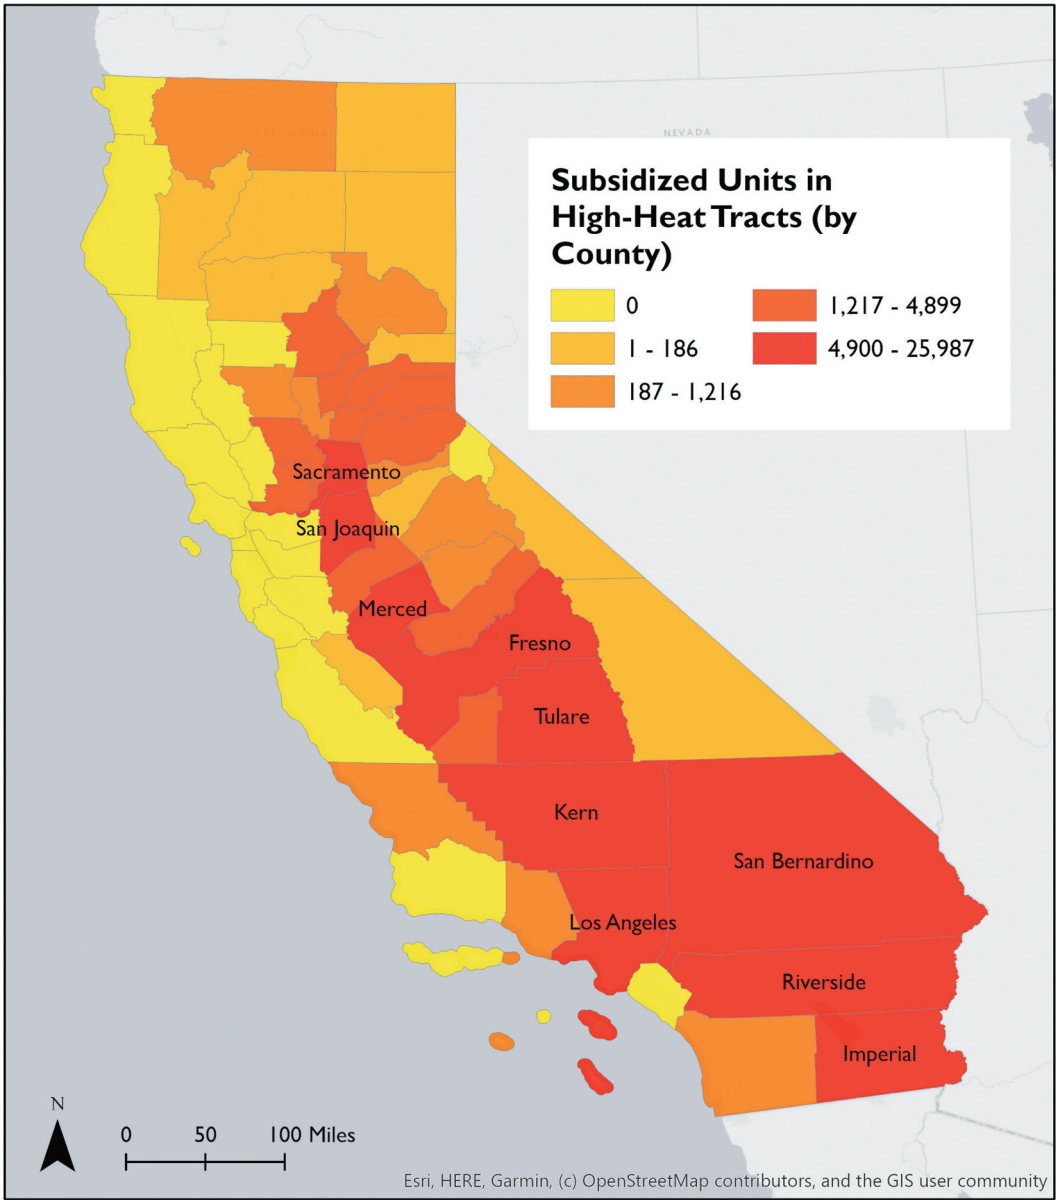 CALIFORNIA
NEVADA
Subsidized Units in
High-Heat Tracts (by
County)
0
1,217 - 4,899
1 - 186
4,900 - 25,987
187 - 1,216
Sacramento
San Joaquin
Merced
Fresno
Tulare
Kern
San Bernardino
Los Angeles
Riverside
Imperial
N
0 50 100 Miles
Esri, HERE, Garmin, (c) OpenStreetMap contributors, and the GIS user community